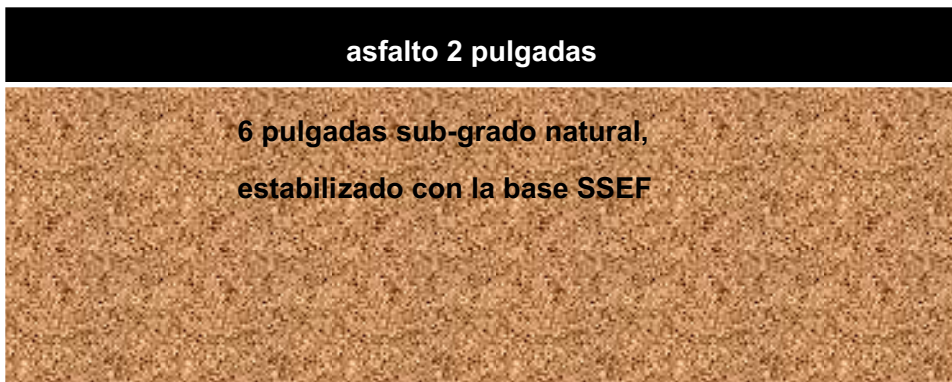 asfalto 2 pulgadas
6 pulgadas sub-grado natural,
estabilizado con la base SSEF